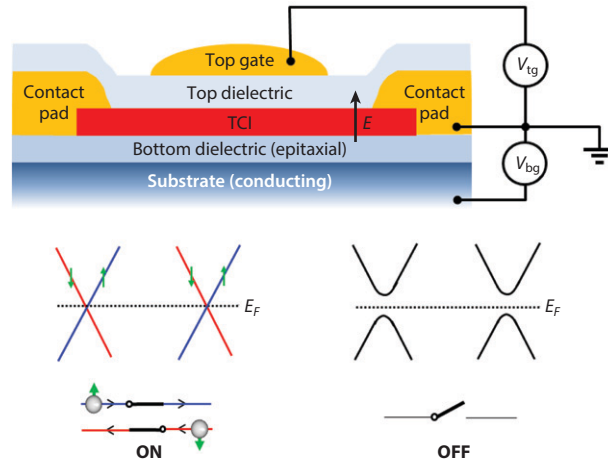 Top gate
Contact
pad
Top dielectric
Contact
pad
TCI
E
Bottom dielectric (epitaxial)
Substrate (conducting)
Vtg
Vbg
EF
EF
ON
OFF